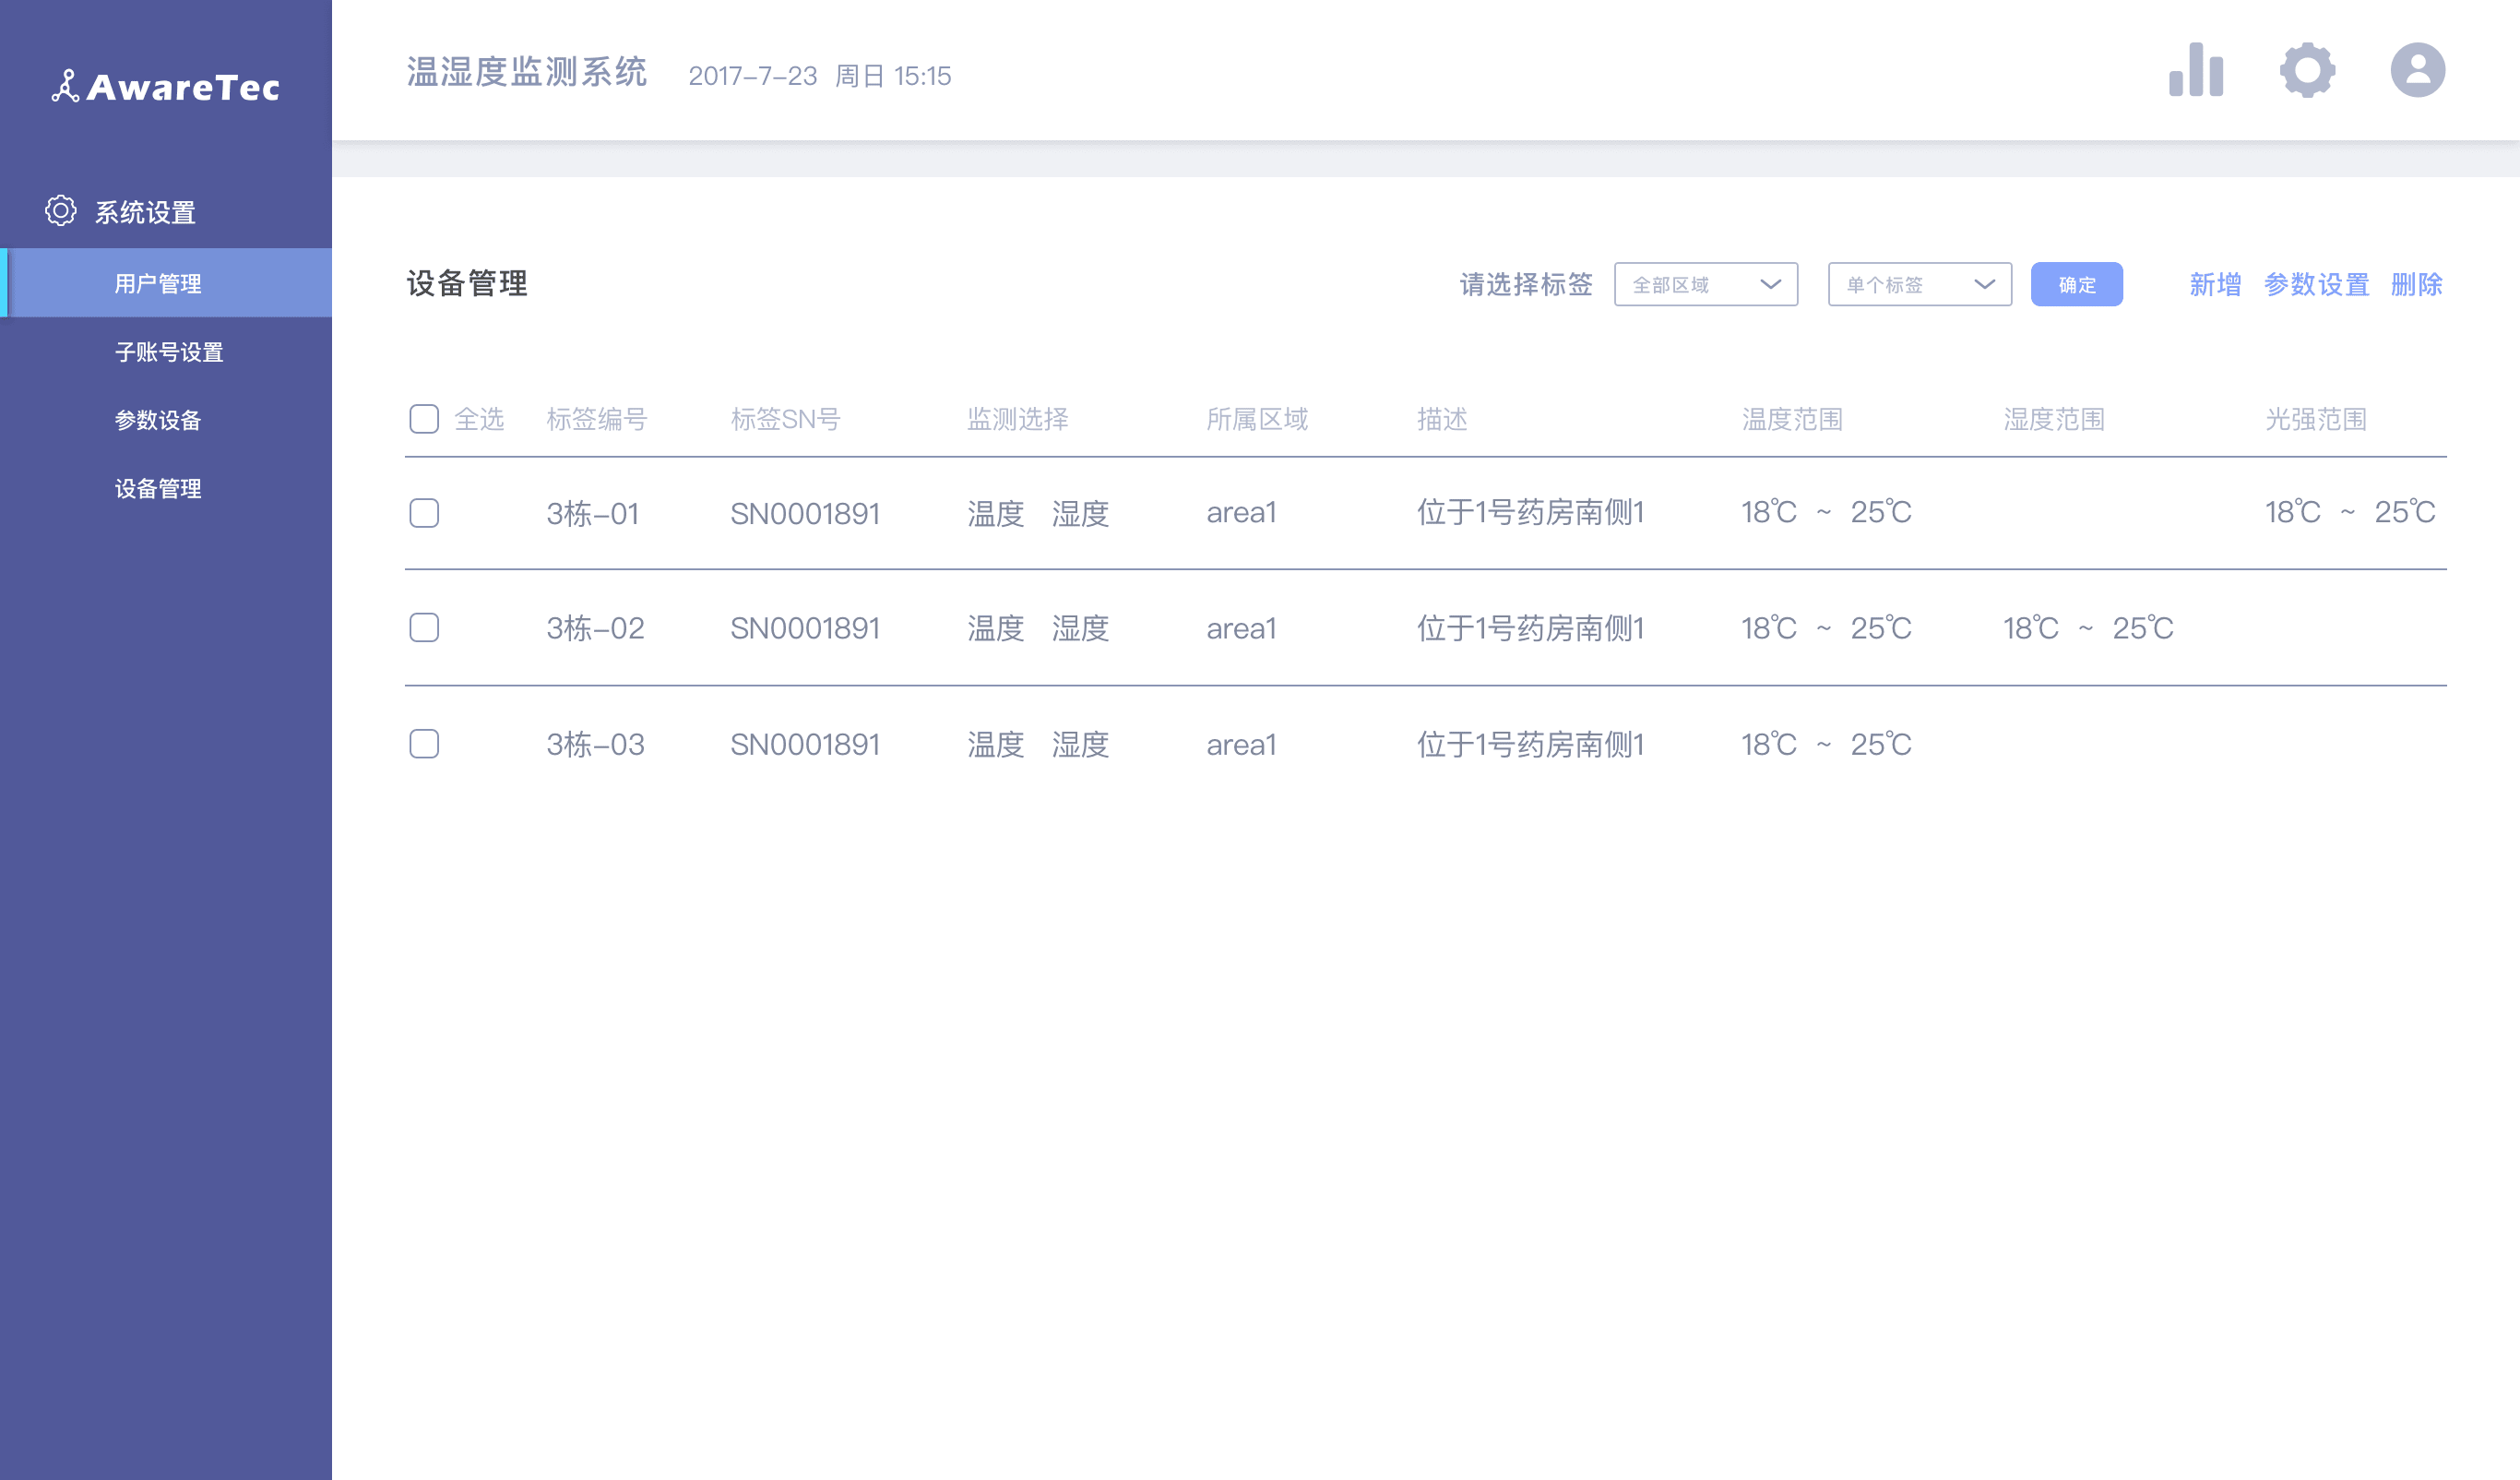 AwareTec
温湿度监测系统 2017-7-23 周日 15:15
系统设置
用户管理
子账号设置
参数设备
设备管理
设备管理 请选择标签 全部区域 单个标签 确定 新增 参数设置 删除
全选 标签编号 标签SN号 监测选择 所属区域 描述 温度范围 湿度范围 光强范围
3栋-01 SN0001891 温度 湿度 area1 位于1号药房南侧1 18℃ ~ 25℃ 18℃ ~ 25℃
3栋-02 SN0001891 温度 湿度 area1 位于1号药房南侧1 18℃ ~ 25℃ 18℃ ~ 25℃
3栋-03 SN0001891 温度 湿度 area1 位于1号药房南侧1 18℃ ~ 25℃